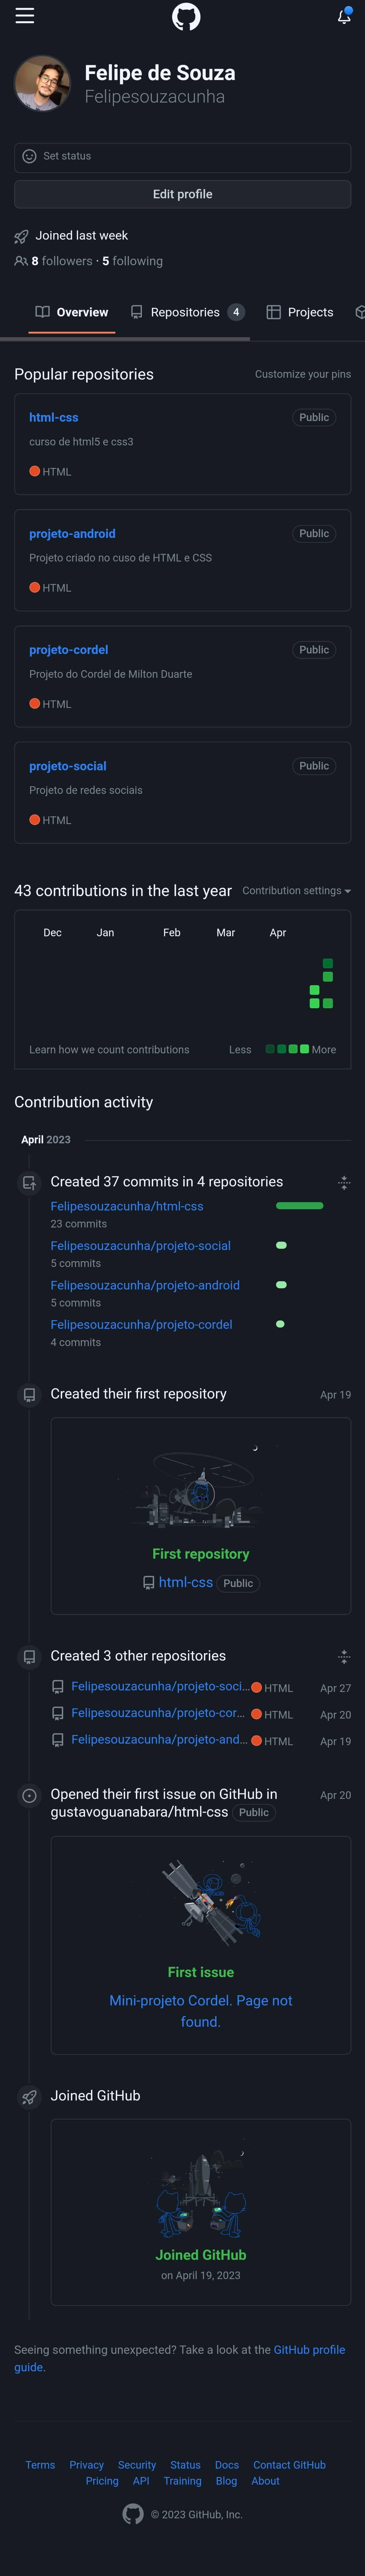 Felipe de Souza
Felipesouzacunha
Set status
Edit profile
Joined last week
8 followers · 5 following
Overview Repositories 4 Projects
Popular repositories Customize your pins
html-css Public
curso de html5 e css3
HTML
projeto-android Public
Projeto criado no cuso de HTML e CSS
HTML
projeto-cordel Public
Projeto do Cordel de Milton Duarte
HTML
projeto-social Public
Projeto de redes sociais
HTML
43 contributions in the last year Contribution settings
Dec Jan Feb Mar Apr
Learn how we count contributions Less More
Contribution activity
April 2023
Created 37 commits in 4 repositories
Felipesouzacunha/html-css
23 commits
Felipesouzacunha/projeto-social
5 commits
Felipesouzacunha/projeto-android
5 commits
Felipesouzacunha/projeto-cordel
4 commits
Created their first repository Apr 19
First repository
html-css Public
Created 3 other repositories
Felipesouzacunha/projeto-soci... HTML Apr 27
Felipesouzacunha/projeto-cor... HTML Apr 20
Felipesouzacunha/projeto-and... HTML Apr 19
Opened their first issue on GitHub in Apr 20
gustavoguanabara/html-css Public
First issue
Mini-projeto Cordel. Page not
found.
Joined GitHub
Joined GitHub
on April 19, 2023
Seeing something unexpected? Take a look at the GitHub profile
guide.
Terms Privacy Security Status Docs Contact GitHub
Pricing API Training Blog About
© 2023 GitHub, Inc.